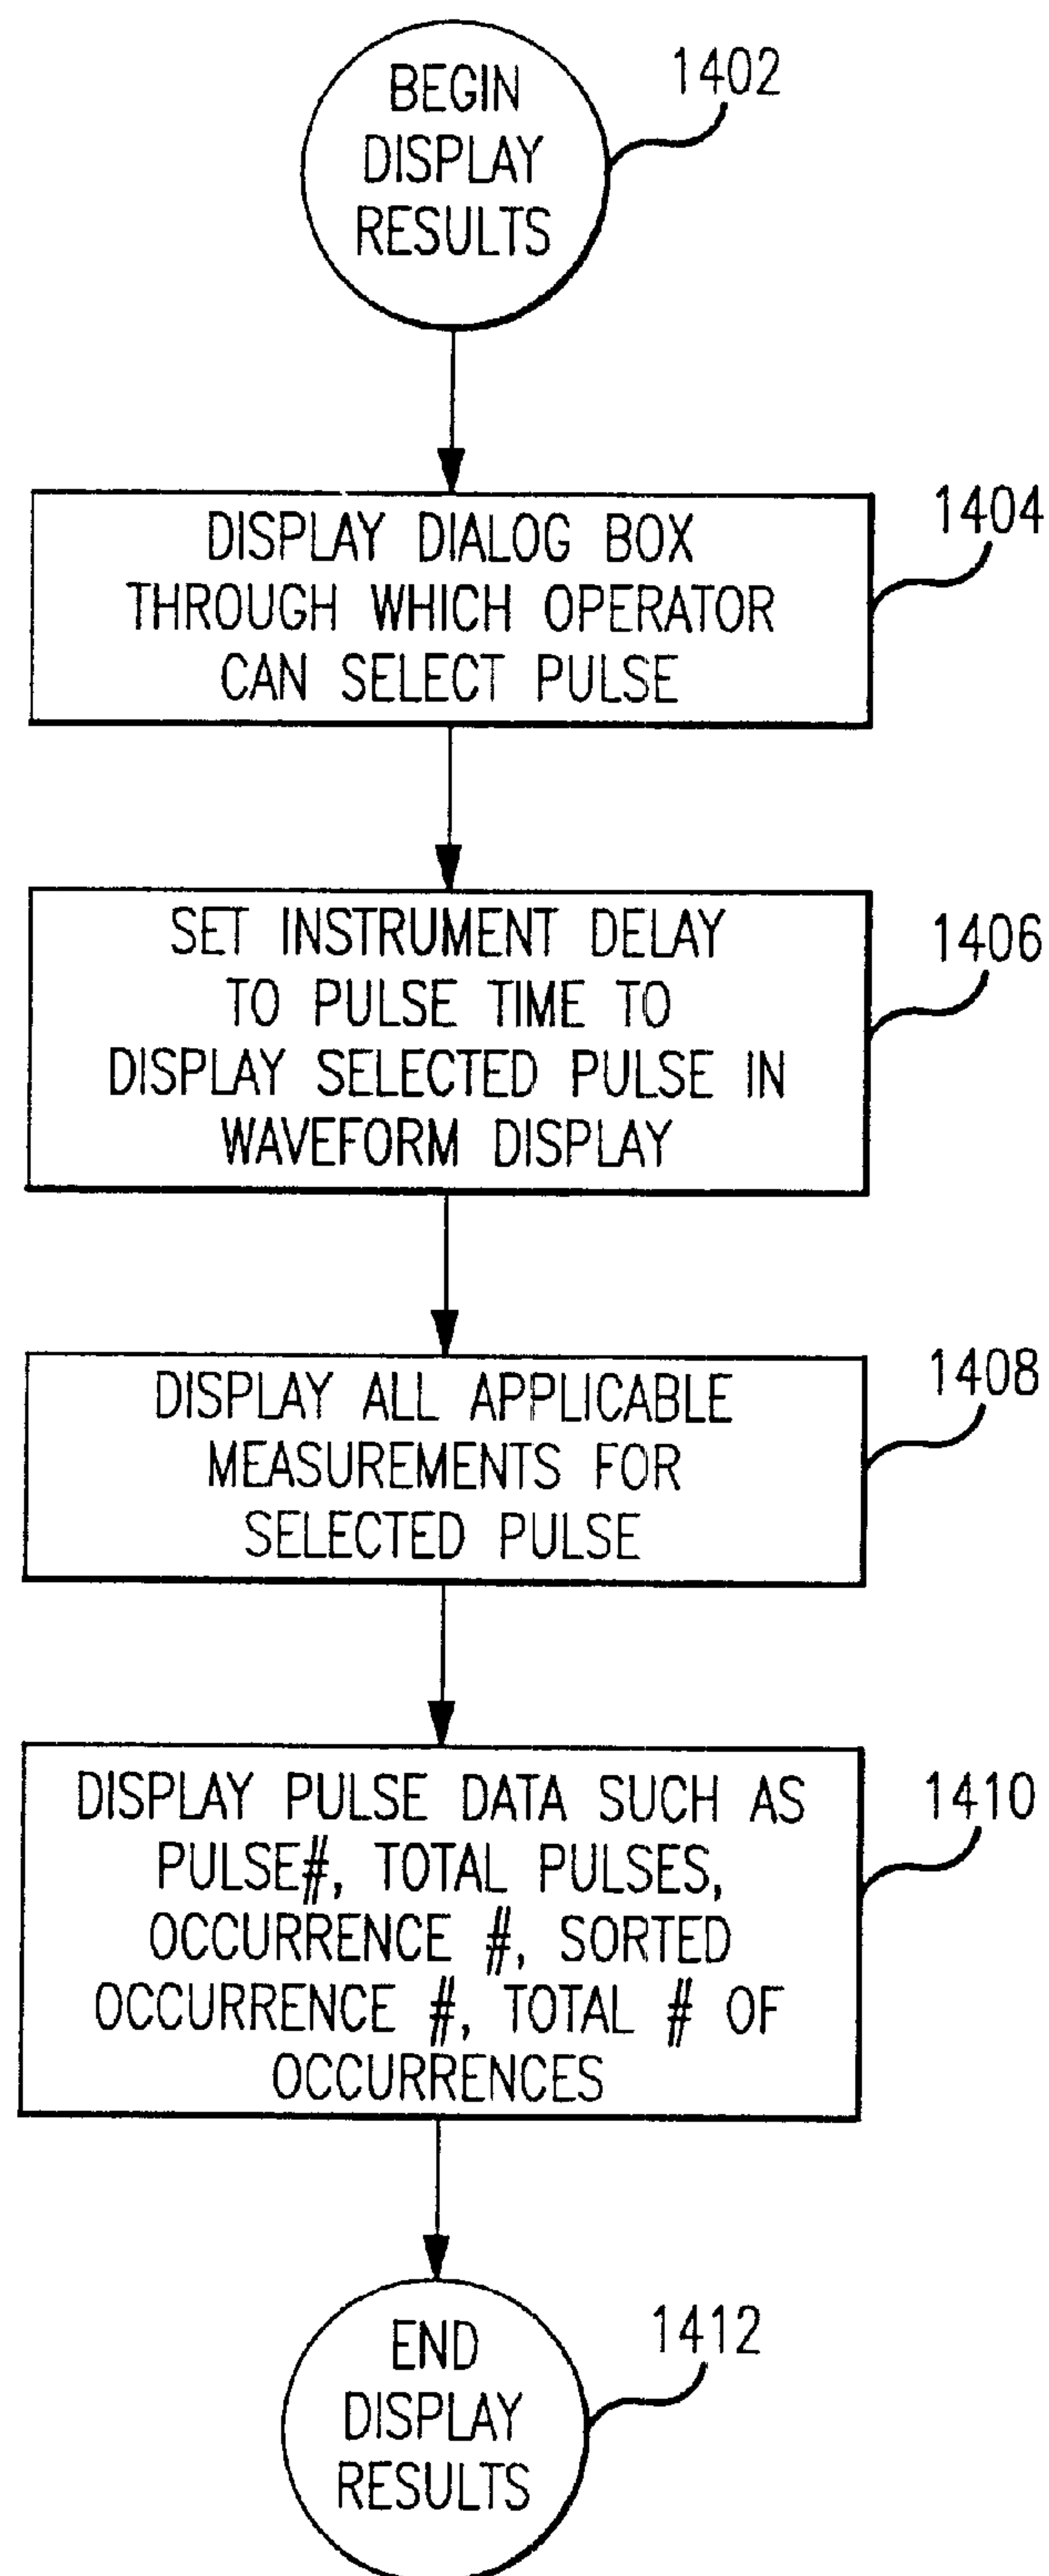 BEGIN
DISPLAY
RESULTS
1402
DISPLAY DIALOG BOX
THROUGH WHICH OPERATOR
CAN SELECT PULSE
1404
SET INSTRUMENT DELAY
TO PULSE TIME TO
DISPLAY SELECTED PULSE IN
WAVEFORM DISPLAY
1406
DISPLAY ALL APPLICABLE
MEASUREMENTS FOR
SELECTED PULSE
1408
DISPLAY PULSE DATA SUCH AS
PULSE#, TOTAL PULSES,
OCCURRENCE #, SORTED
OCCURRENCE #, TOTAL # OF
OCCURRENCES
1410
END
DISPLAY
RESULTS
1412